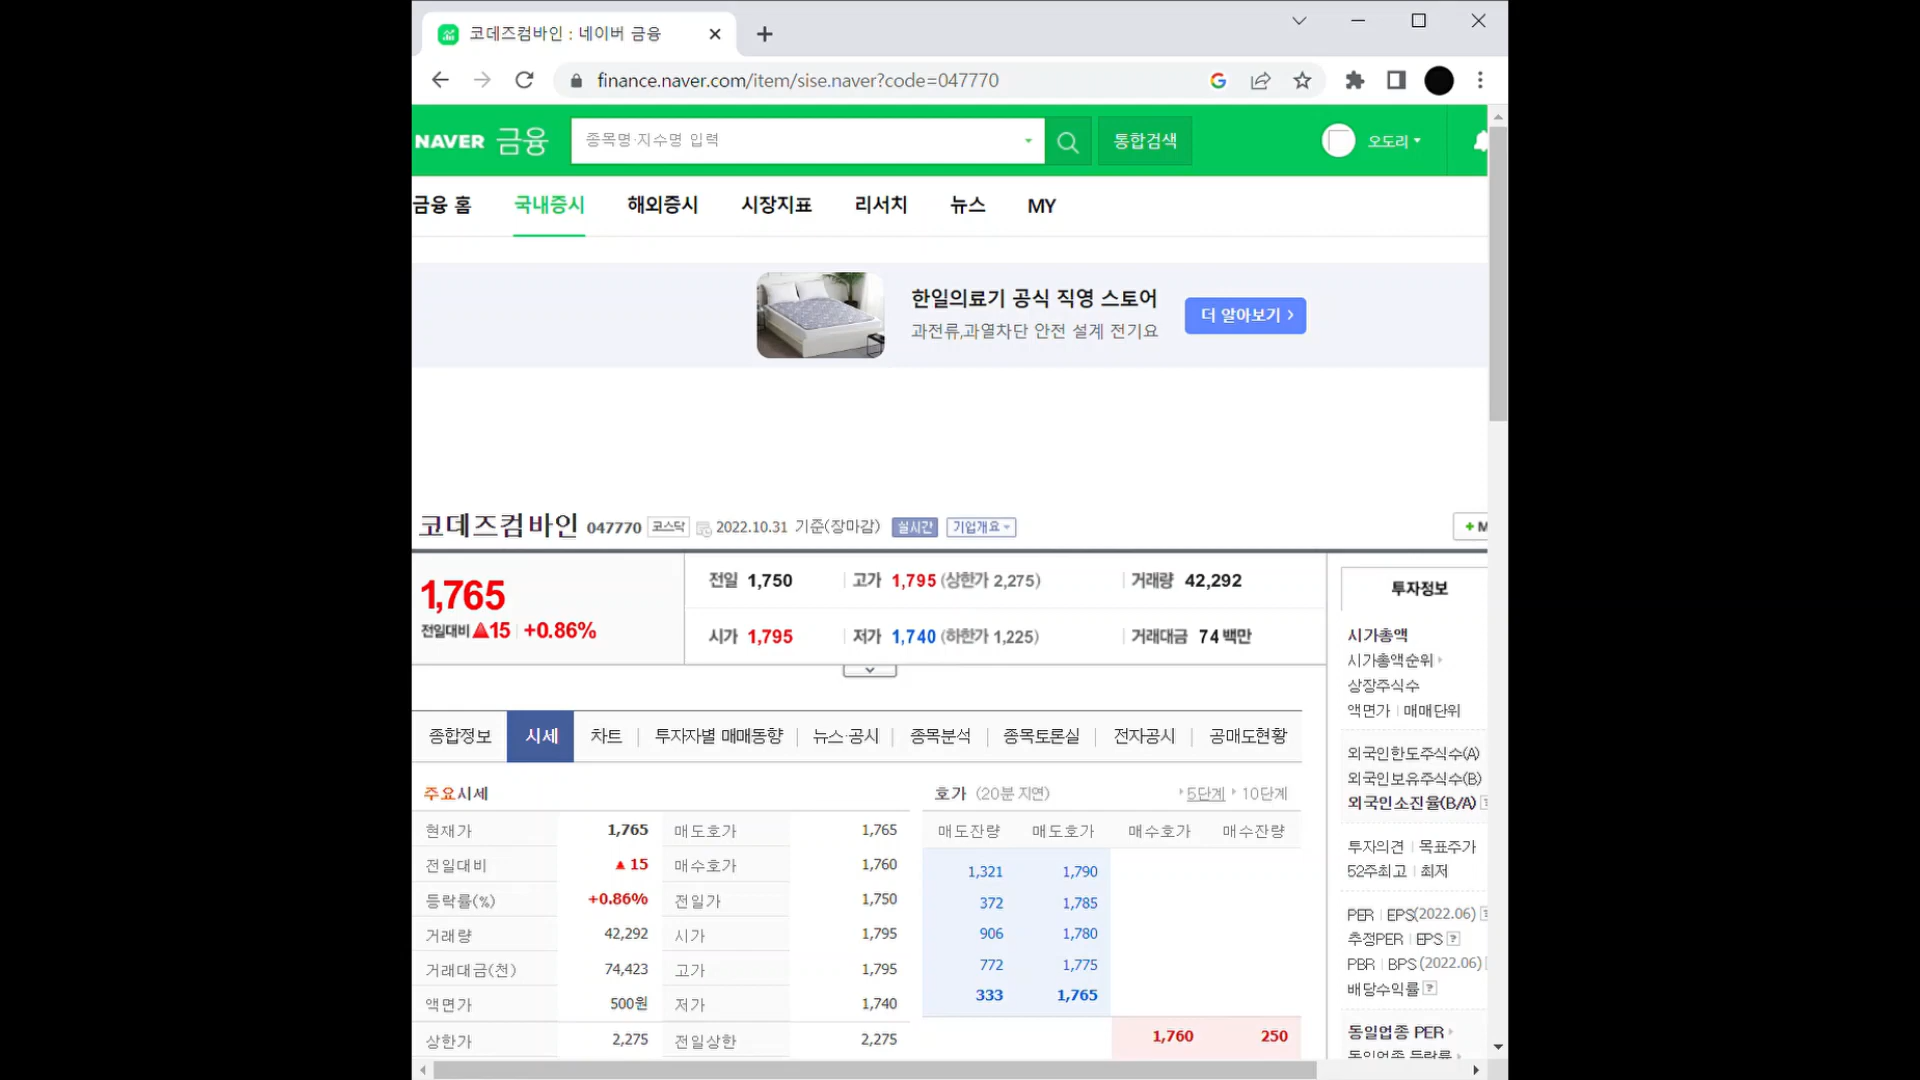 코데즈컴바인 : 네이버 금융
finance.naver.com/item/sise.naver?code=047770
NAVER 금융 종목명·지수명 입력 통합검색 오도리
금융 홈 국내증시 해외증시 시장지표 리서치 뉴스 MY
한일의료기 공식 직영 스토어
과전류,과열차단 안전 설계 전기요
더 알아보기 >
코데즈컴바인 047770 코스닥 2022.10.31 기준(장마감) 실시간 기업개요
+ M
1,765
전일대비 ▲15 +0.86%
전일 1,750 고가 1,795 (상한가 2,275) 거래량 42,292
시가 1,795 저가 1,740 (하한가 1,225) 거래대금 74 백만
종합정보 시세 차트 투자자별 매매동향 뉴스·공시 종목분석 종목토론실 전자공시 공매도현황
주요시세
현재가 1,765 매도호가 1,765
전일대비 ▲ 15 매수호가 1,760
등락률(%) +0.86% 전일가 1,750
거래량 42,292 시가 1,795
거래대금(천) 74,423 고가 1,795
액면가 500원 저가 1,740
상한가 2,275 전일상한 2,275
호가 (20분 지연) 5단계 10단계
매도잔량 매도호가 매수호가 매수잔량
1,321 1,790
372 1,785
906 1,780
772 1,775
333 1,765
1,760 250
투자정보
시가총액
시가총액순위
상장주식수
액면가 | 매매단위
외국인한도주식수(A)
외국인보유주식수(B)
외국인소진율(B/A) ?
투자의견 | 목표주가
52주최고 | 최저
PER | EPS(2022.06) ?
추정PER | EPS ?
PBR | BPS (2022.06)
배당수익률 ?
동일업종 PER
동일업종 등락률